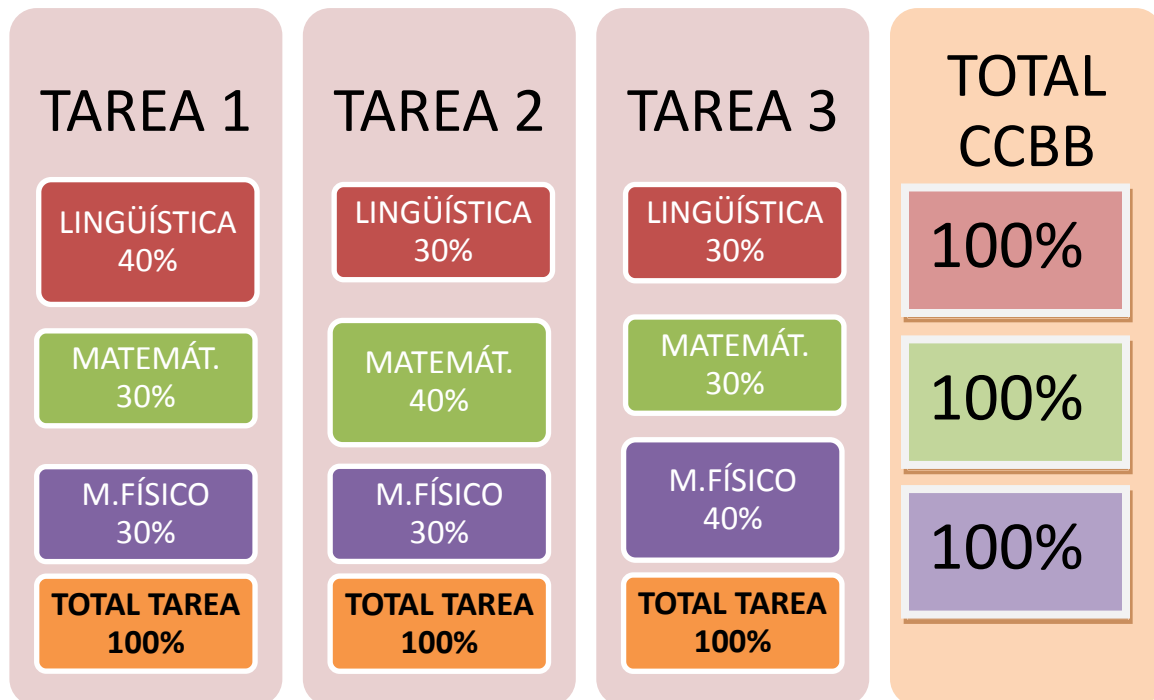 TAREA 1
LINGÜÍSTICA
40%
MATEMÁT.
30%
M.FÍSICO
30%
TOTAL TAREA
100%
TAREA 2
LINGÜÍSTICA
30%
MATEMÁT.
40%
M.FÍSICO
30%
TOTAL TAREA
100%
TAREA 3
LINGÜÍSTICA
30%
MATEMÁT.
30%
M.FÍSICO
40%
TOTAL TAREA
100%
TOTAL
CCBB
100%
100%
100%